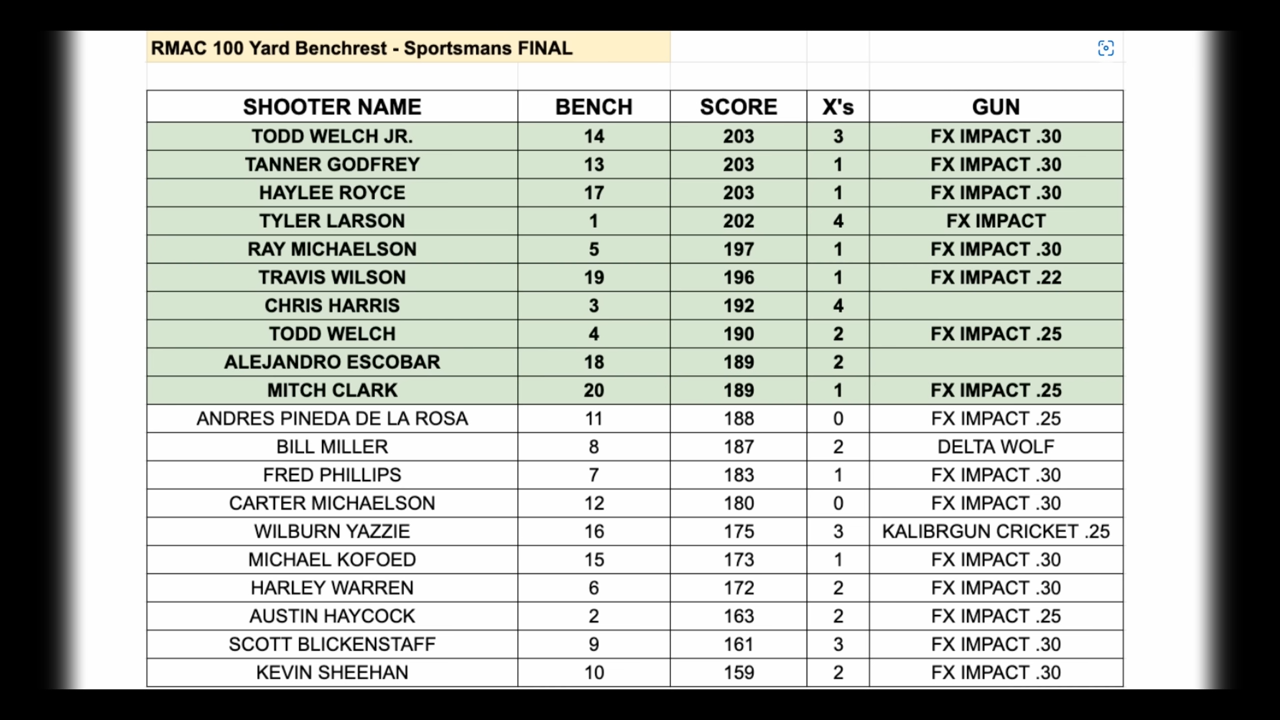 RMAC 100 Yard Benchrest - Sportsmans FINAL
SHOOTER NAME BENCH SCORE X's GUN
TODD WELCH JR. 14 203 3 FX IMPACT .30
TANNER GODFREY 13 203 1 FX IMPACT .30
HAYLEE ROYCE 17 203 1 FX IMPACT .30
TYLER LARSON 1 202 4 FX IMPACT
RAY MICHAELSON 5 197 1 FX IMPACT .30
TRAVIS WILSON 19 196 1 FX IMPACT .22
CHRIS HARRIS 3 192 4
TODD WELCH 4 190 2 FX IMPACT .25
ALEJANDRO ESCOBAR 18 189 2
MITCH CLARK 20 189 1 FX IMPACT .25
ANDRES PINEDA DE LA ROSA 11 188 0 FX IMPACT .25
BILL MILLER 8 187 2 DELTA WOLF
FRED PHILLIPS 7 183 1 FX IMPACT .30
CARTER MICHAELSON 12 180 0 FX IMPACT .30
WILBURN YAZZIE 16 175 3 KALIBRGUN CRICKET .25
MICHAEL KOFOED 15 173 1 FX IMPACT .30
HARLEY WARREN 6 172 2 FX IMPACT .30
AUSTIN HAYCOCK 2 163 2 FX IMPACT .25
SCOTT BLICKENSTAFF 9 161 3 FX IMPACT .30
KEVIN SHEEHAN 10 159 2 FX IMPACT .30